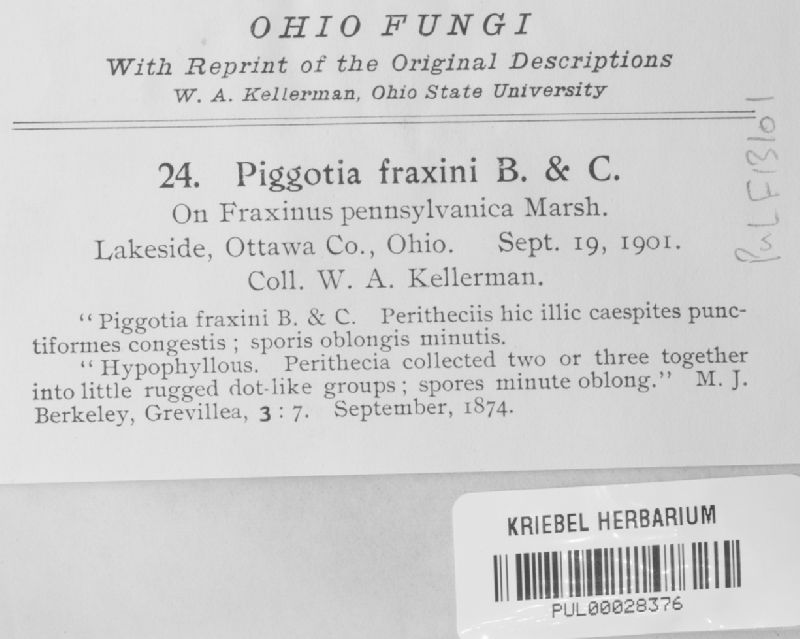 OHIO FUNGI
With Reprint of the Original Descriptions
W. A. Kellerman, Ohio State University
24. Piggotia fraxini B. & C.
On Fraxinus pennsylvanica Marsh.
Lakeside, Ottawa Co., Ohio. Sept. 19, 1901.
Coll. W. A. Kellerman.
“Piggotia fraxini B. & C. Peritheciis hic illic caespites punc-
tiformes congestis; sporis oblongis minutis.
“Hypophyllous. Perithecia collected two or three together
into little rugged dot-like groups; spores minute oblong.” M. J.
Berkeley, Grevillea, 3:7. September, 1874.
PUL F13101
KRIEBEL HERBARIUM
PUL00028376